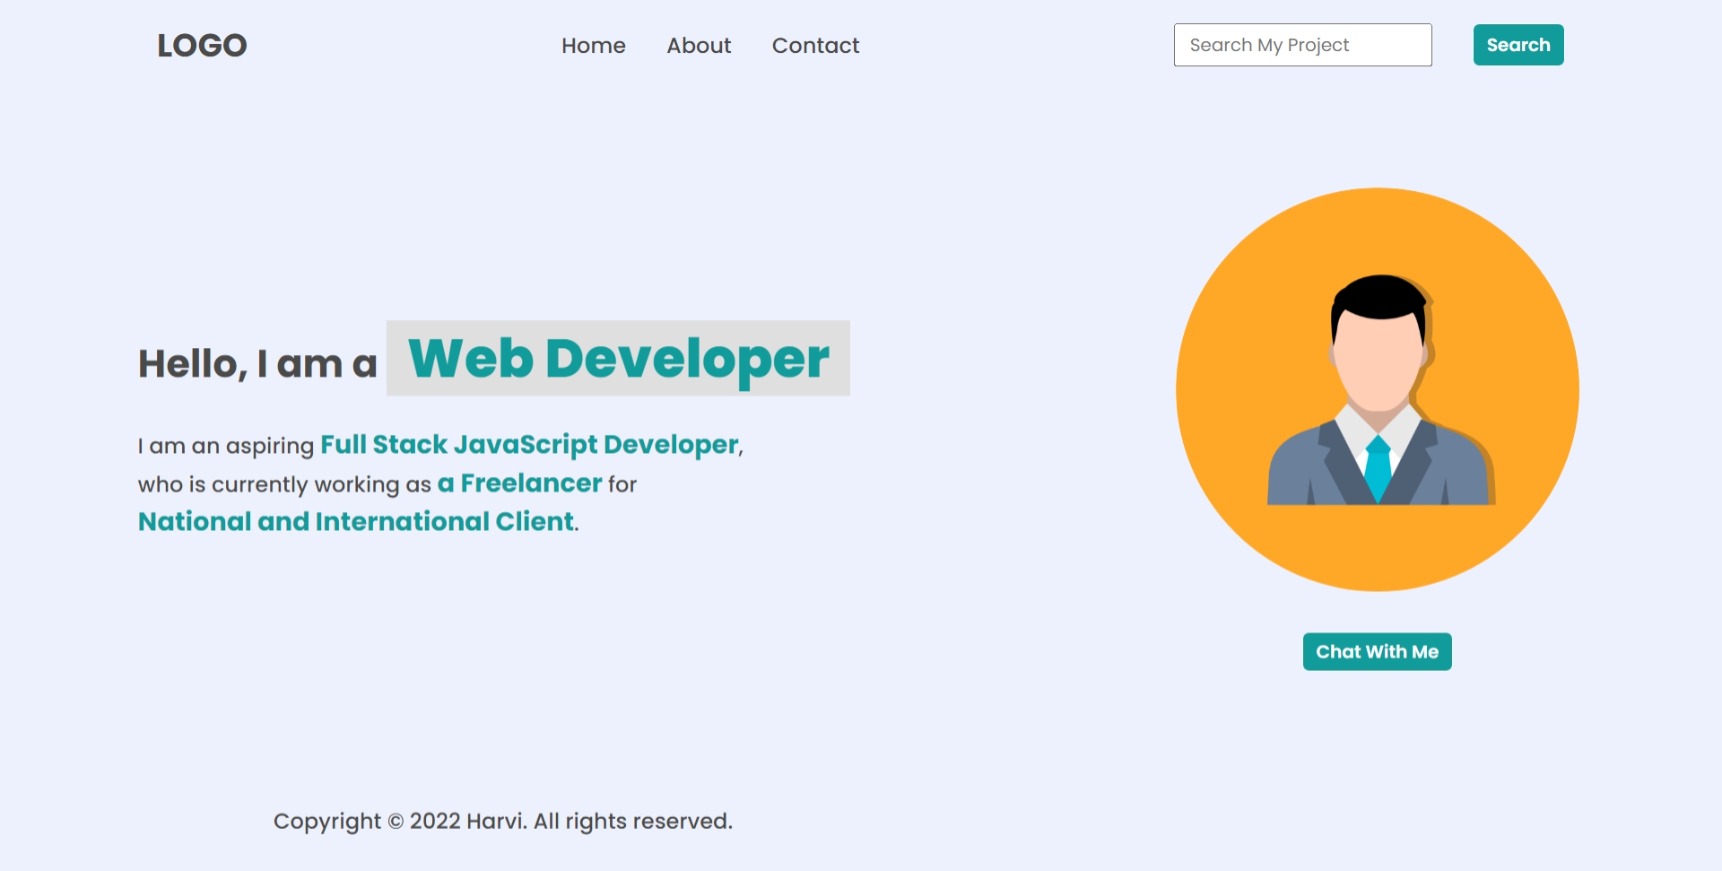 LOGO
Home About Contact
Search My Project
Search
Hello, I am a Web Developer
I am an aspiring Full Stack JavaScript Developer,
who is currently working as a Freelancer for
National and International Client.
Chat With Me
Copyright © 2022 Harvi. All rights reserved.